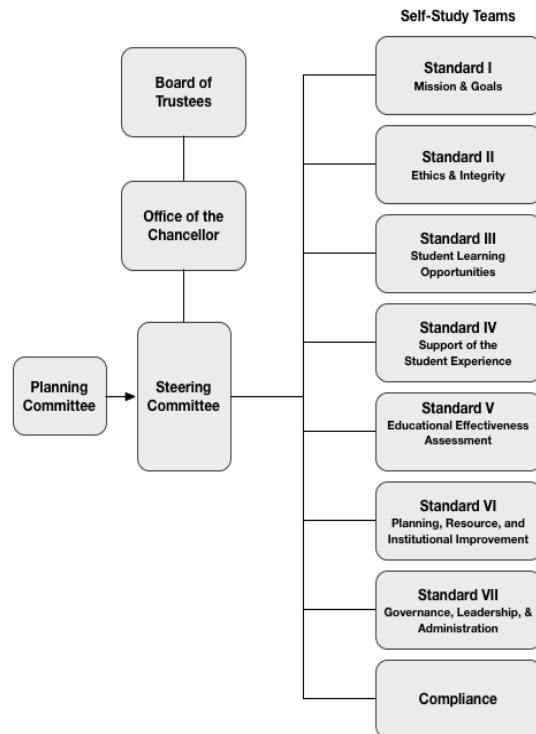 Self-Study Teams
Board of
Trustees
Office of the
Chancellor
Planning
Committee
Steering
Committee
Standard I
Mission & Goals
Standard II
Ethics & Integrity
Standard III
Student Learning
Opportunities
Standard IV
Support of the
Student Experience
Standard V
Educational Effectiveness
Assessment
Standard VI
Planning, Resource, and
Institutional Improvement
Standard VII
Governance, Leadership, &
Administration
Compliance